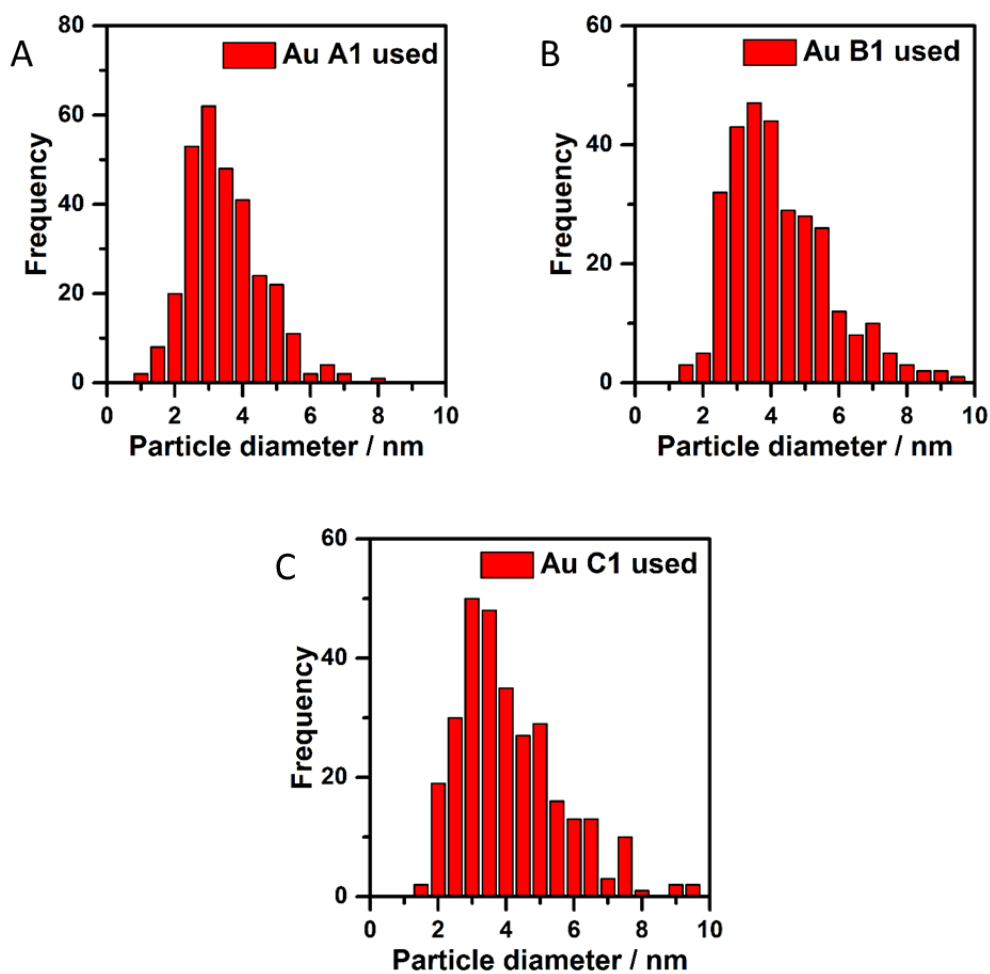 A
Au A1 used
80
60
40
20
0
Frequency
0 2 4 6 8 10
Particle diameter / nm
B
Au B1 used
60
40
20
0
Frequency
0 2 4 6 8 10
Particle diameter / nm
C
Au C1 used
60
40
20
0
Frequency
0 2 4 6 8 10
Particle diameter / nm